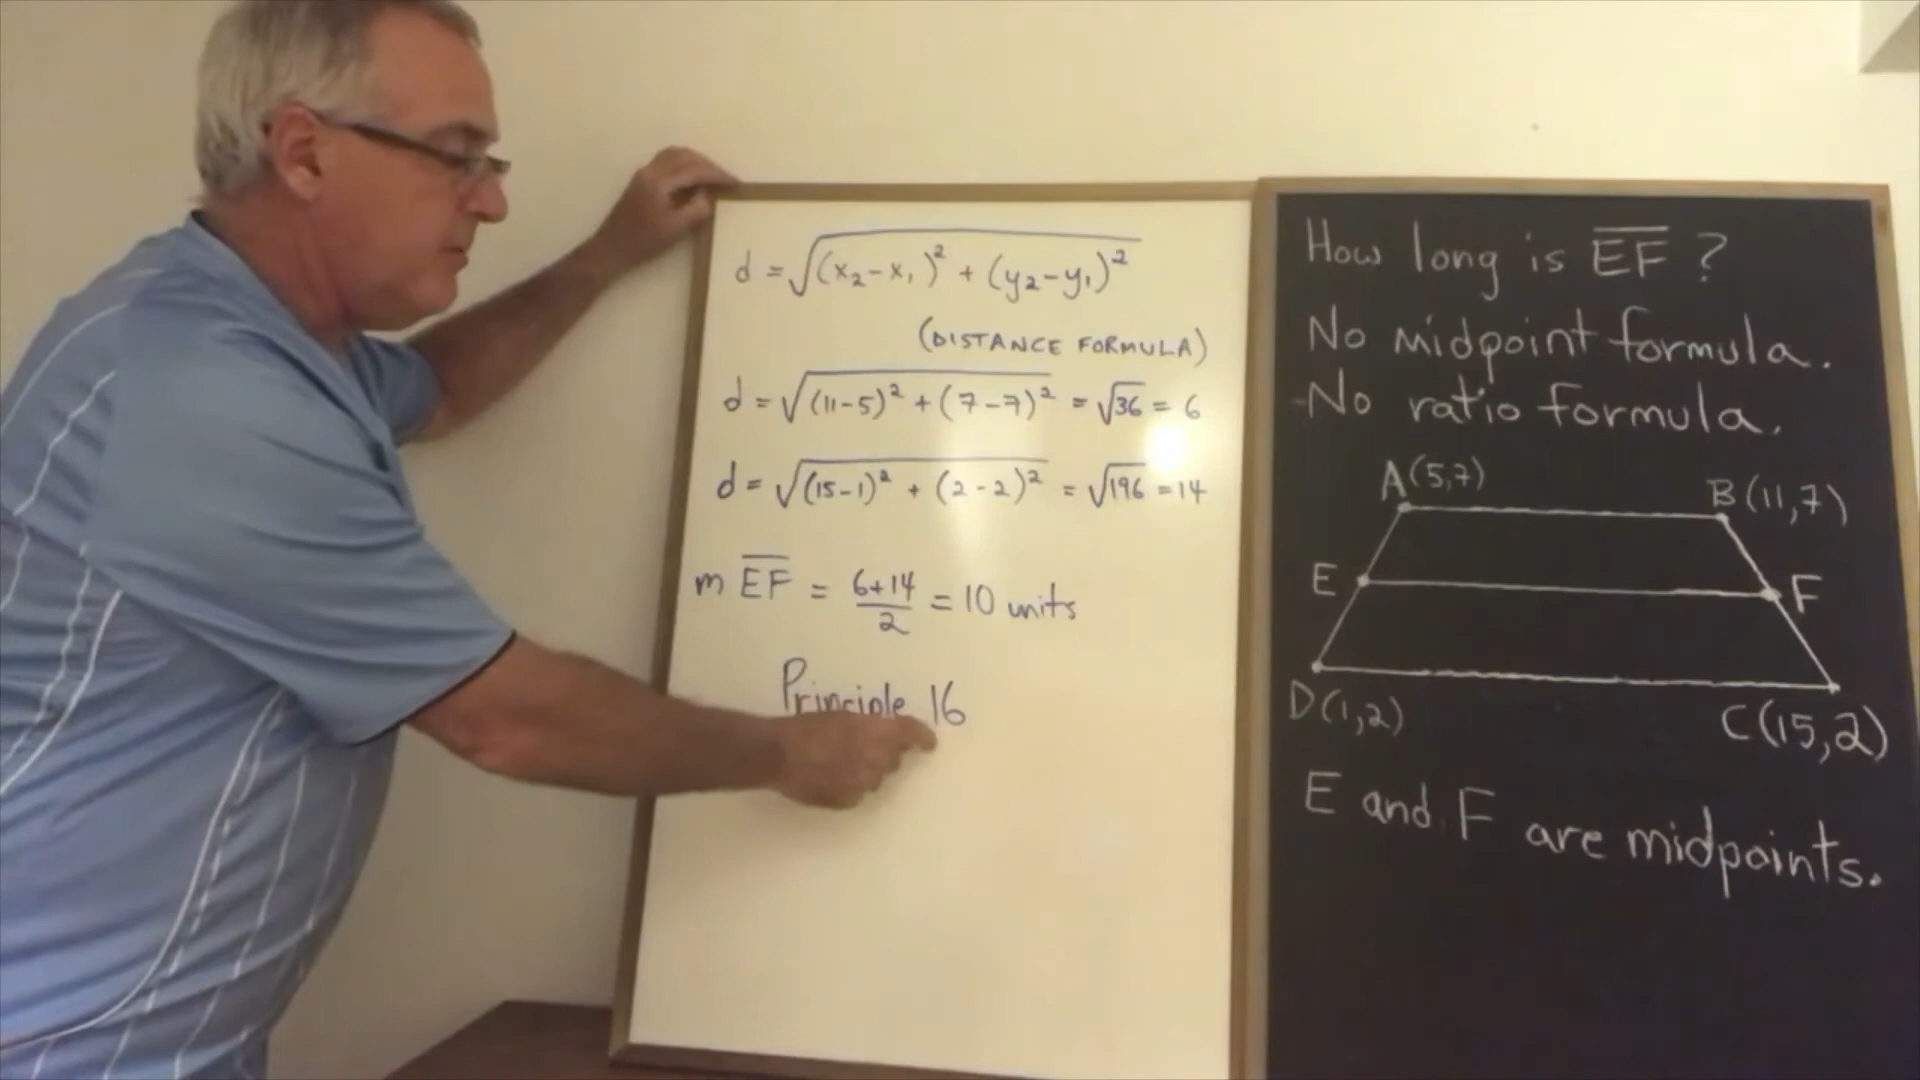 d = √(x₂-x₁)² + (y₂-y₁)²
(DISTANCE FORMULA)
d = √(11-5)² + (7-7)² = √36 = 6
d = √(15-1)² + (2-2)² = √196 = 14
m EF = 6+14/2 = 10 units
Principle 16
How long is EF ?
No midpoint formula.
No ratio formula.
A(5,7)
B(11,7)
E
F
D(1,2)
C(15,2)
E and F are midpoints.